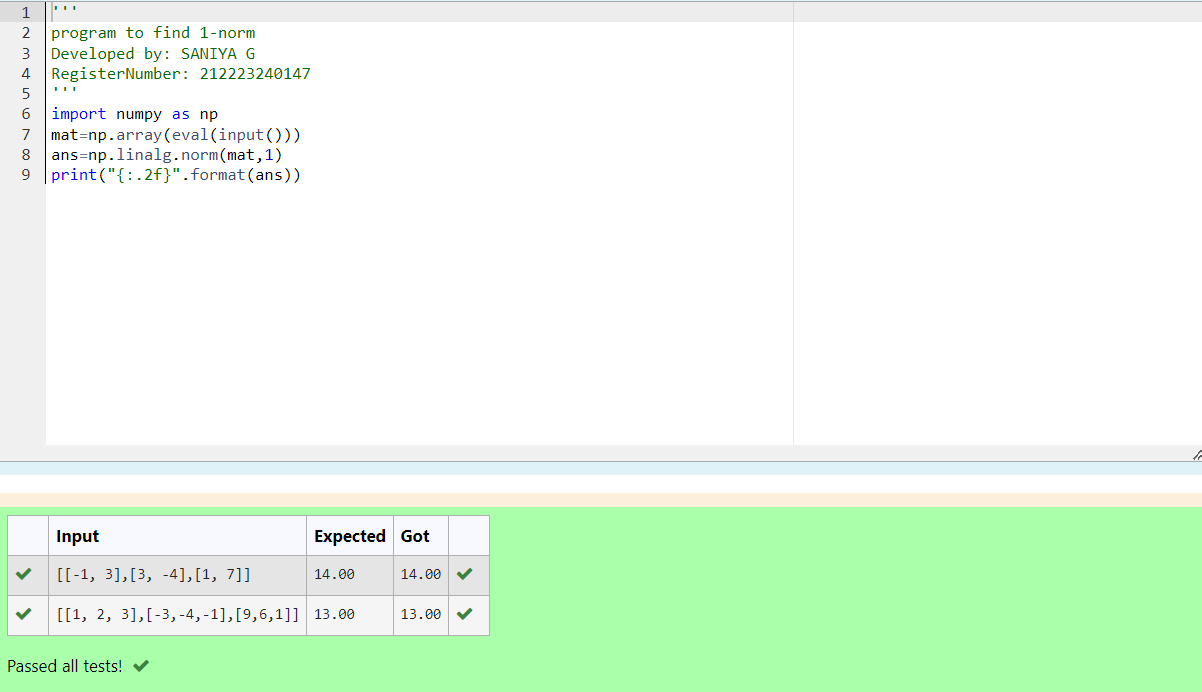 1 '''
2 program to find 1-norm
3 Developed by: SANIYA G
4 RegisterNumber: 212223240147
5 '''
6 import numpy as np
7 mat=np.array(eval(input()))
8 ans=np.linalg.norm(mat,1)
9 print("{:.2f}".format(ans))
Input Expected Got
[[-1, 3],[3, -4],[1, 7]] 14.00 14.00
[[1, 2, 3],[-3,-4,-1],[9,6,1]] 13.00 13.00
Passed all tests!